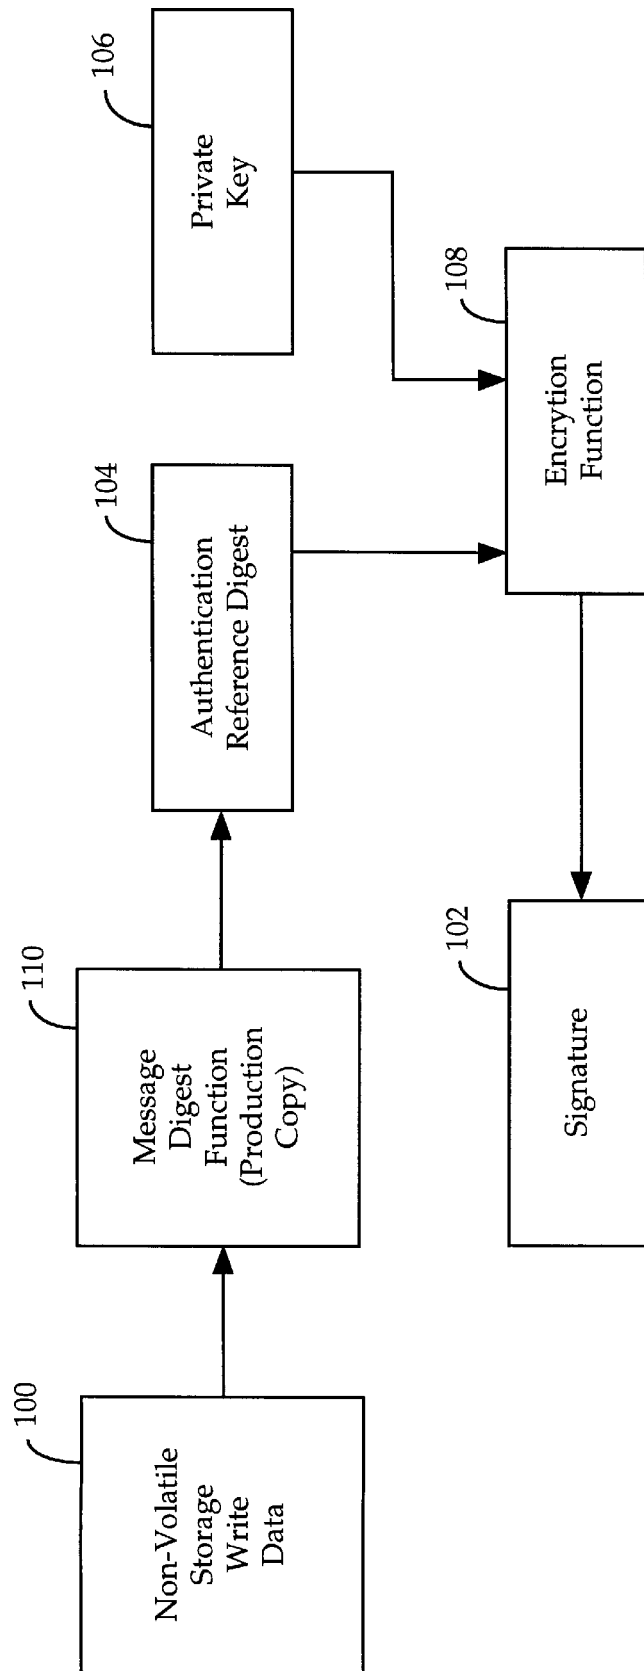 100
Non-Volatile
Storage
Write
Data
110
Message
Digest
Function
(Production
Copy)
104
Authentication
Reference Digest
106
Private
Key
102
Signature
108
Encrytion
Function